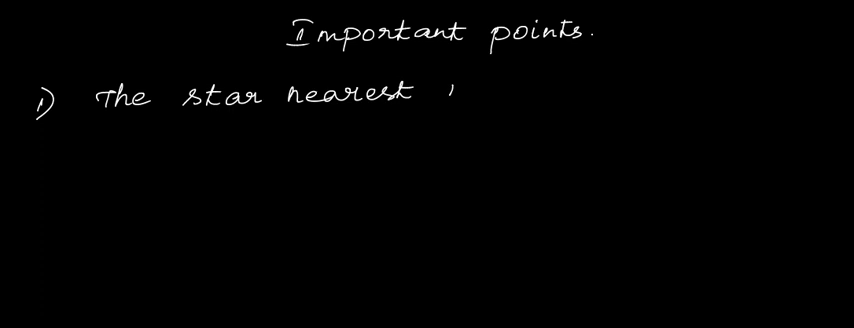 Important points.
1) The star nearest